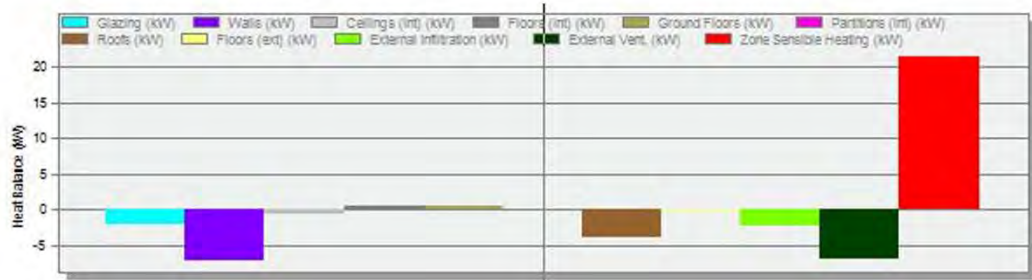 Glazing (kW) Walls (kW) Ceilings (int) (kW) Floors (int) (kW) Ground Floors (kW) Partitions (int) (kW)
Roofs (kW) Floors (ext) (kW) External Infiltration (kW) External Vent. (kW) Zone Sensible Heating (kW)
Heat Balance (kW)
20
15
10
5
0
-5